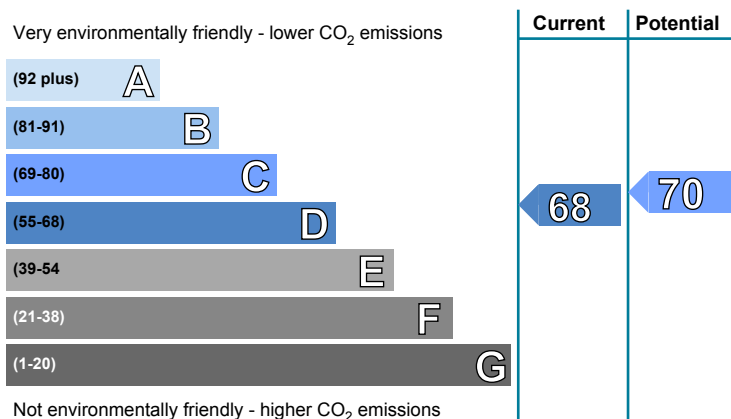 Very environmentally friendly - lower CO2 emissions
Current
Potential
(92 plus) A
(81-91) B
(69-80) C
(55-68) D
(39-54 E
(21-38) F
(1-20) G
68
70
Not environmentally friendly - higher CO2 emissions